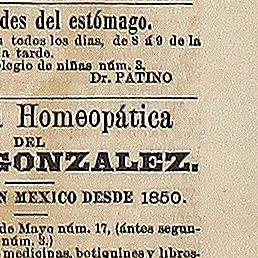 des del estómago.
s todos los dias, de 8 á 9 de la
tarde.
olegio de niñas núm. 3.
Dr. PATINO
Homeopática
DEL
GONZALEZ.
N MEXICO DESDE 1850.
de Mayo núm. 17, (ántes segun-
núm. 3.)
medicinas, botiquines y libros-